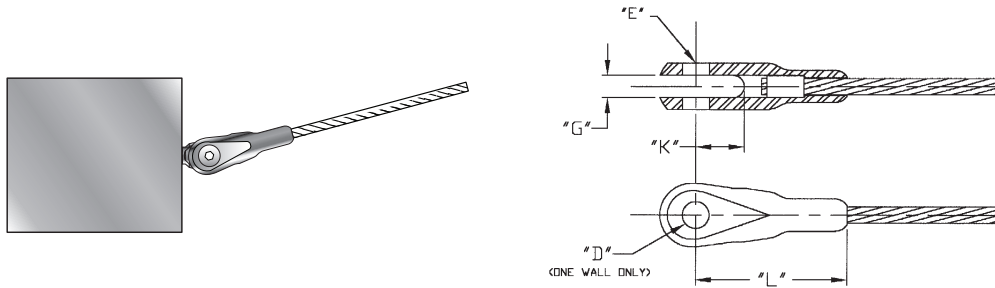 "E"
"G"
"K"
"D"
(ONE WALL ONLY)
"L"